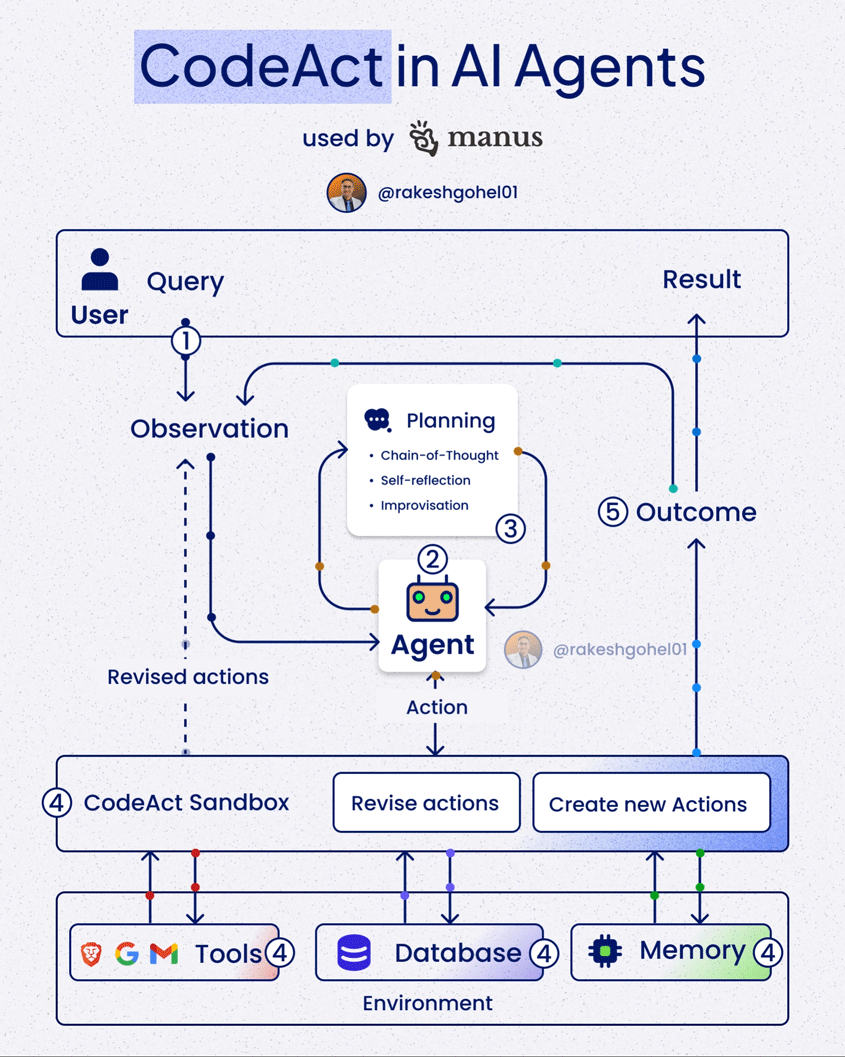 CodeAct in AI Agents
used by manus
@rakeshgohel01
Query
Result
User
1
Observation
Planning
• Chain-of-Thought
• Self-reflection
• Improvisation
3
5 Outcome
2
Agent
@rakeshgohel01
Revised actions
Action
4 CodeAct Sandbox
Revise actions
Create new Actions
Tools 4
Database 4
Memory 4
Environment